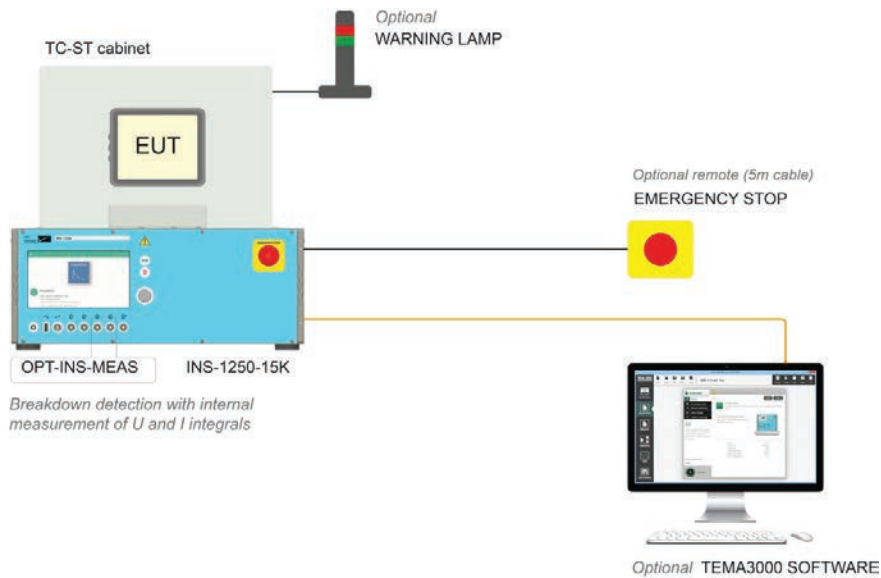 Optional
WARNING LAMP
TC-ST cabinet
EUT
Optional remote (5m cable)
EMERGENCY STOP
OPT-INS-MEAS
INS-1250-15K
Breakdown detection with internal
measurement of U and I integrals
Optional TEMA3000 SOFTWARE